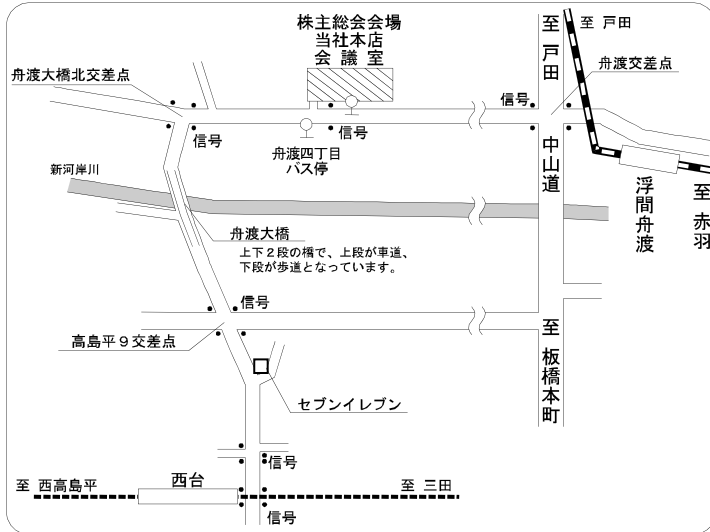 株主総会会場
当社本店
会議室
至 戸田
至 戸田
舟渡大橋北交差点
舟渡交差点
信号
信号
信号
舟渡四丁目
バス停
中山道
新河岸川
浮間舟渡
至 赤羽
舟渡大橋
上下２段の橋で、上段が車道、
下段が歩道となっています。
信号
高島平９交差点
至 板橋本町
セブンイレブン
信号
西台
至 西高島平
至 三田
信号